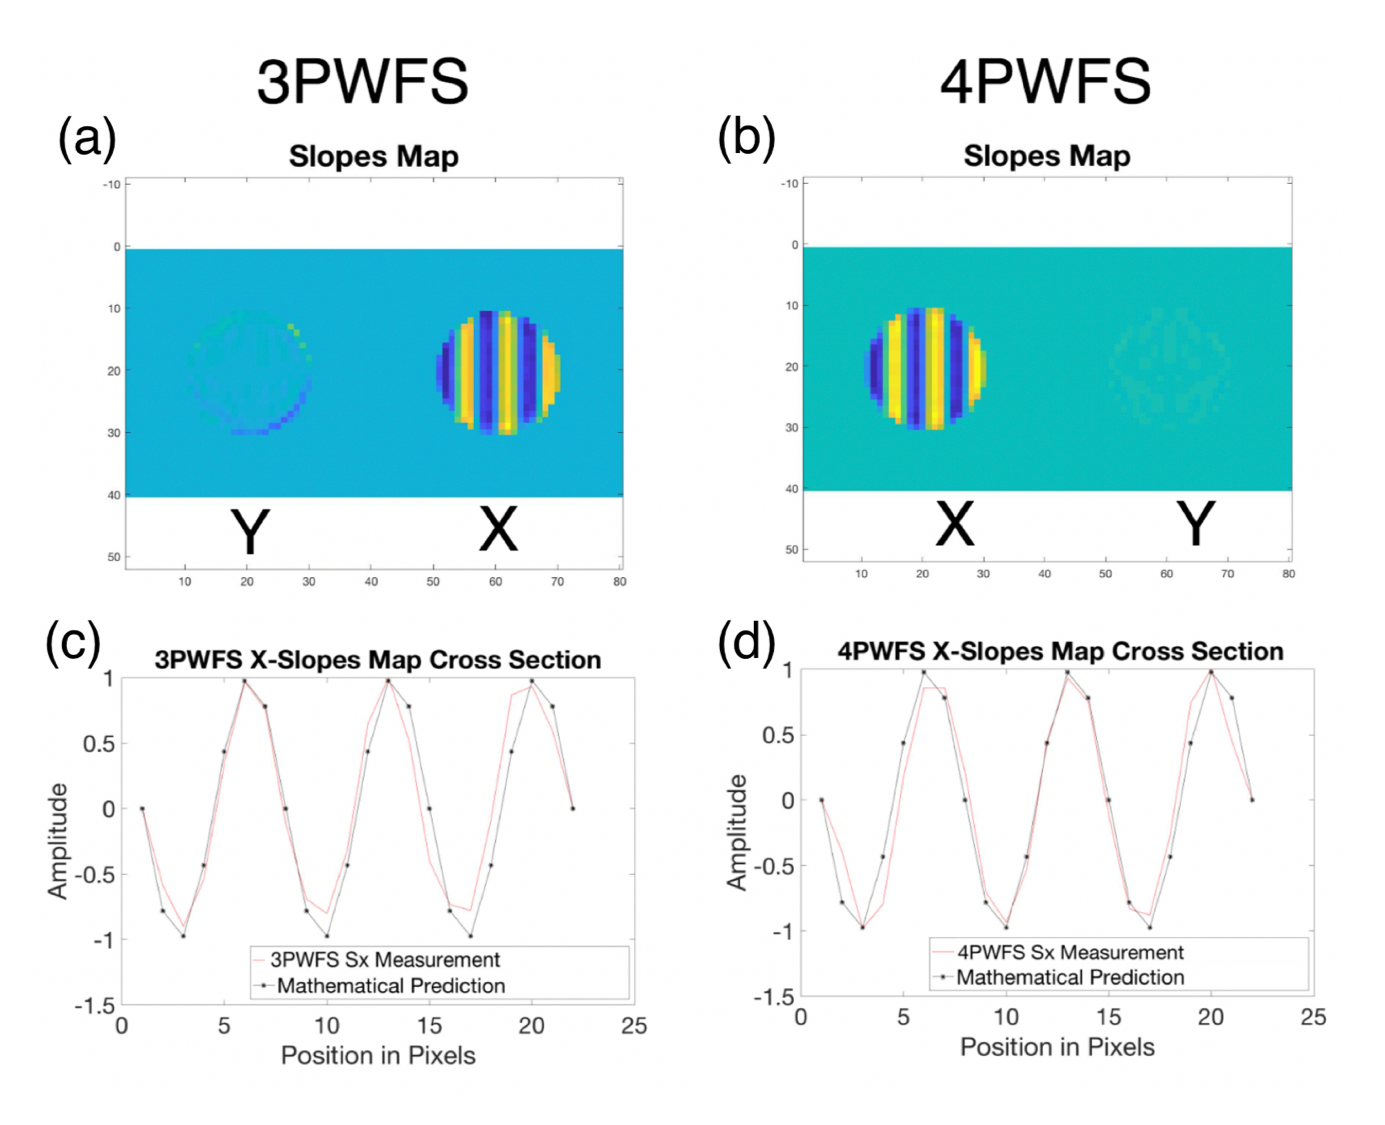 3PWFS
4PWFS
(a)
Slopes Map
-10
0
10
20
30
40
50
10 20 30 40 50 60 70 80
Y X
(b)
Slopes Map
-10
0
10
20
30
40
50
10 20 30 40 50 60 70 80
X Y
(c)
3PWFS X-Slopes Map Cross Section
Amplitude
1
0.5
0
-0.5
-1
-1.5
0 5 10 15 20 25
Position in Pixels
3PWFS Sx Measurement
Mathematical Prediction
(d)
4PWFS X-Slopes Map Cross Section
Amplitude
1
0.5
0
-0.5
-1
-1.5
0 5 10 15 20 25
Position in Pixels
4PWFS Sx Measurement
Mathematical Prediction